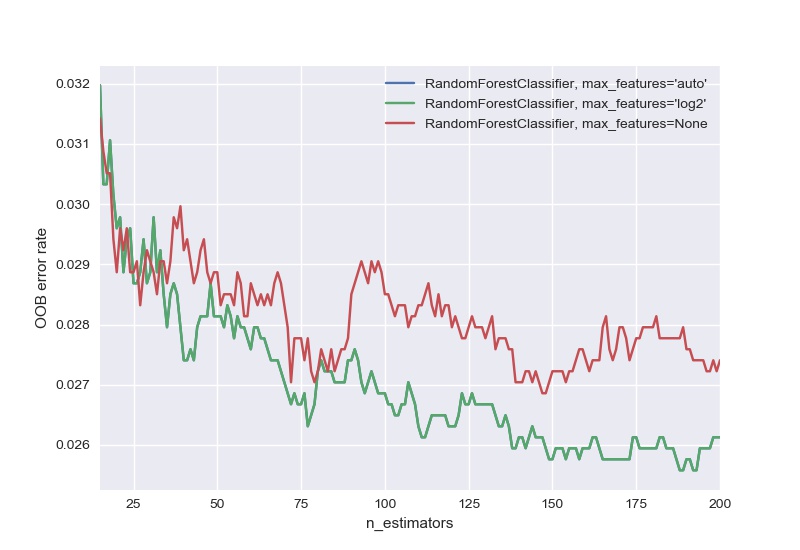 RandomForestClassifier, max_features='auto'
RandomForestClassifier, max_features='log2'
RandomForestClassifier, max_features=None
OOB error rate
0.032
0.031
0.030
0.029
0.028
0.027
0.026
25 50 75 100 125 150 175 200
n_estimators